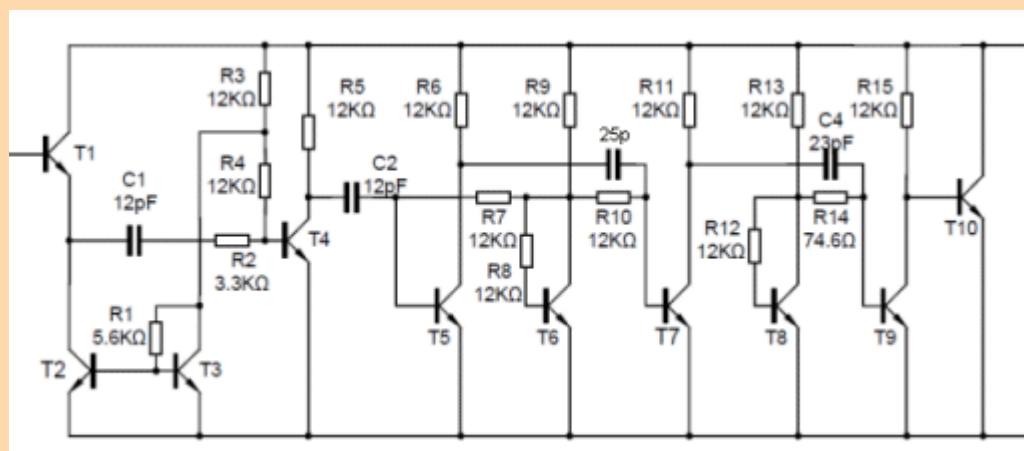 R3
12KΩ
R5
12KΩ
R6
12KΩ
R9
12KΩ
R11
12KΩ
R13
12KΩ
R15
12KΩ
C4
23pF
25p
T1
R4
12KΩ
C1
12pF
C2
12pF
R2
3.3KΩ
T4
R7
12KΩ
R10
12KΩ
R8
12KΩ
R12
12KΩ
R14
74.6Ω
T10
R1
5.6KΩ
T2
T3
T5
T6
T7
T8
T9